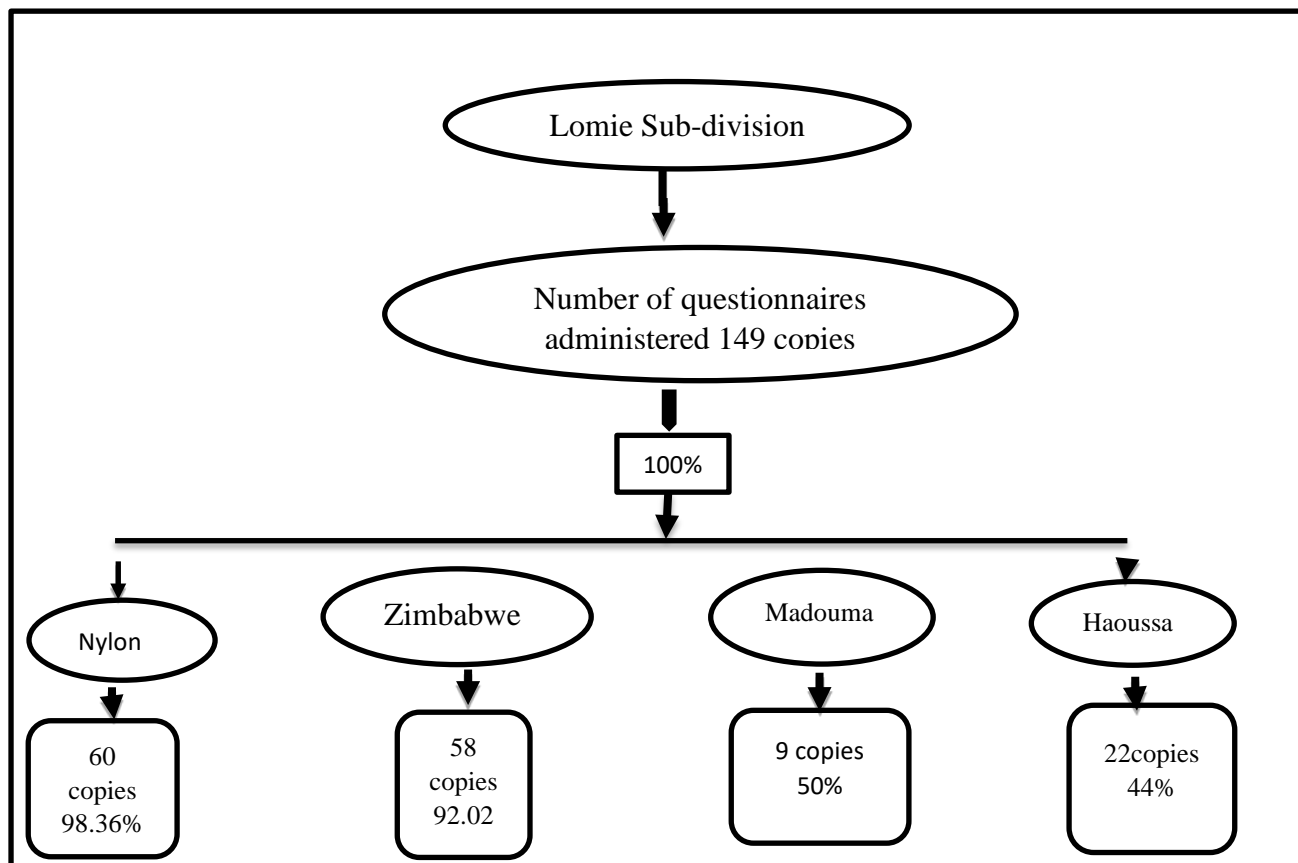 Lomie Sub-division
Number of questionnaires
administered 149 copies
100%
Nylon
Zimbabwe
Madouma
Haoussa
60
copies
98.36%
58
copies
92.02
9 copies
50%
22copies
44%